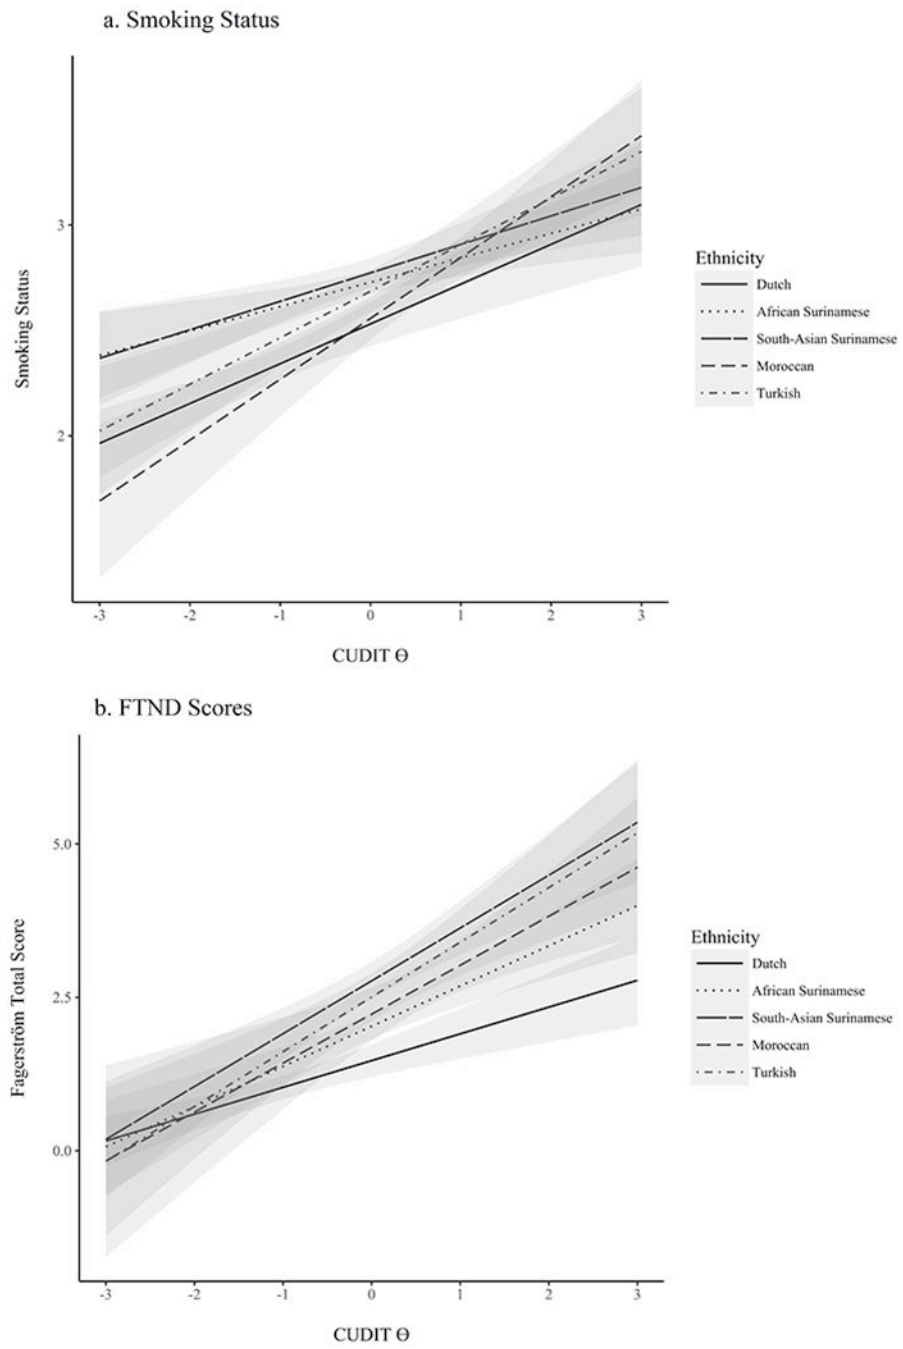 a. Smoking Status
3
2
Smoking Status
-3 -2 -1 0 1 2 3
CUDIT Θ
Ethnicity
Dutch
African Surinamese
South-Asian Surinamese
Moroccan
Turkish
b. FTND Scores
5.0
2.5
0.0
Fagerström Total Score
-3 -2 -1 0 1 2 3
CUDIT Θ
Ethnicity
Dutch
African Surinamese
South-Asian Surinamese
Moroccan
Turkish